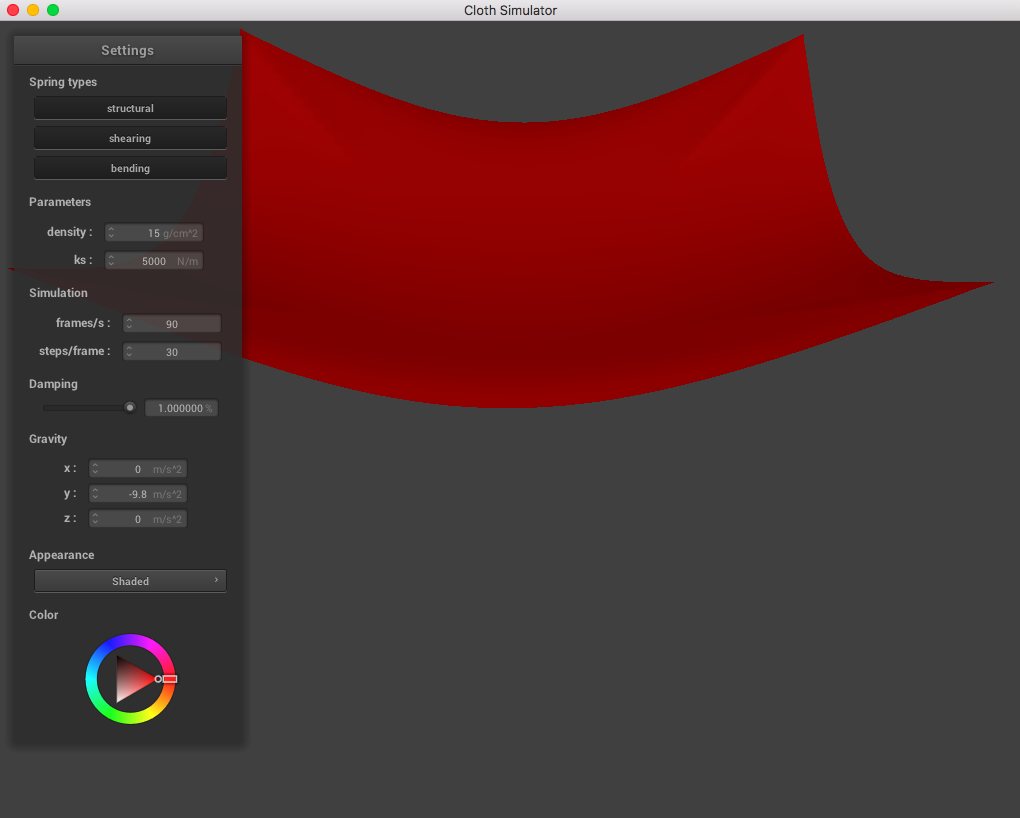 Cloth Simulator
Settings
Spring types
structural
shearing
bending
Parameters
density : 15 g/cm^2
ks : 5000 N/m
Simulation
frames/s : 90
steps/frame : 30
Damping
1.000000 %
Gravity
x : 0 m/s^2
y : -9.8 m/s^2
z : 0 m/s^2
Appearance
Shaded ›
Color